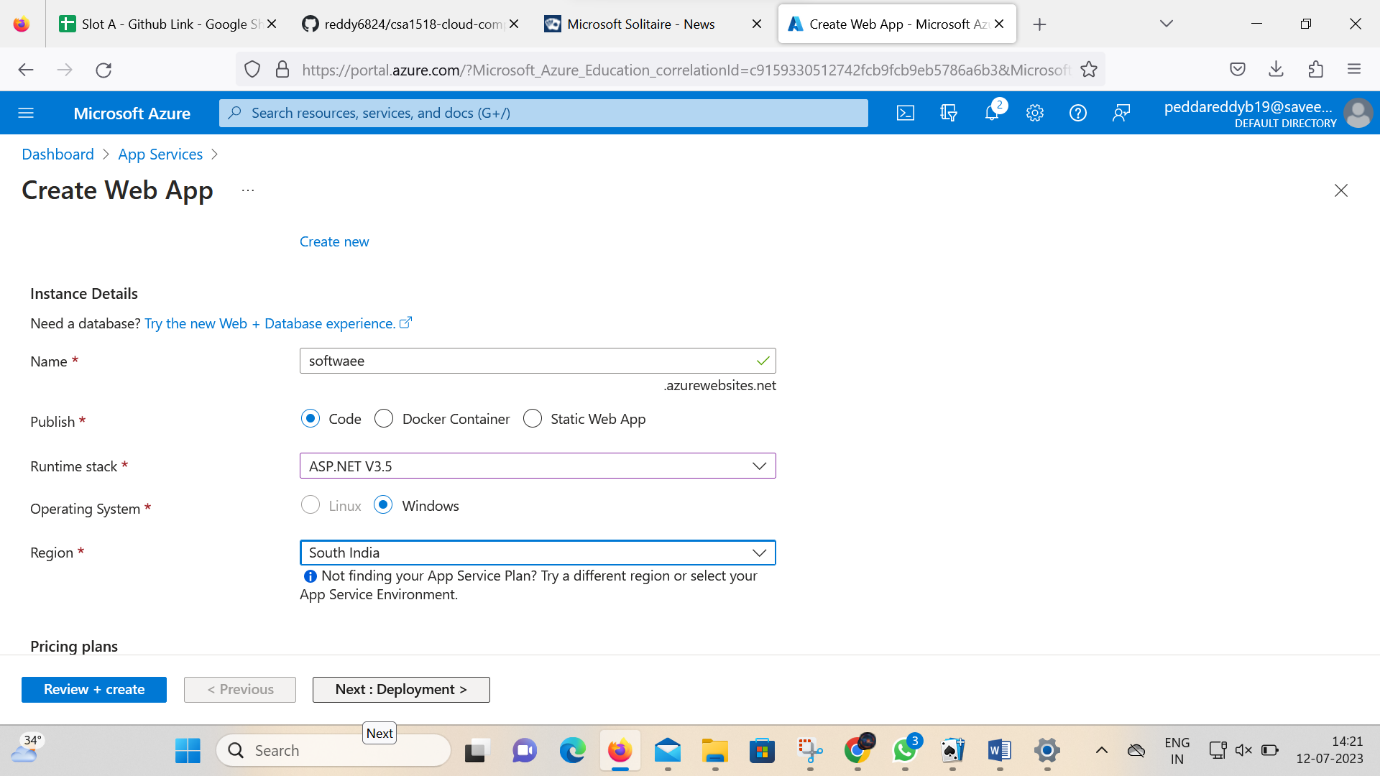 Slot A - Github Link - Google Sh
reddy6824/csa1518-cloud-com
Microsoft Solitaire - News
Create Web App - Microsoft Az
https://portal.azure.com/?Microsoft_Azure_Education_correlationId=c9159330512742fcb9fcb9eb5786a6b3&Microsoft
Microsoft Azure
Search resources, services, and docs (G+/)
2
peddareddyb19@savee...
DEFAULT DIRECTORY
Dashboard > App Services >
Create Web App ...
Create new
Instance Details
Need a database? Try the new Web + Database experience.
Name *
softwaee
.azurewebsites.net
Publish *
Code
Docker Container
Static Web App
Runtime stack *
ASP.NET V3.5
Operating System *
Linux
Windows
Region *
South India
Not finding your App Service Plan? Try a different region or select your
App Service Environment.
Pricing plans
Review + create
< Previous
Next : Deployment >
Next
34°
Search
3
ENG
IN
14:21
12-07-2023